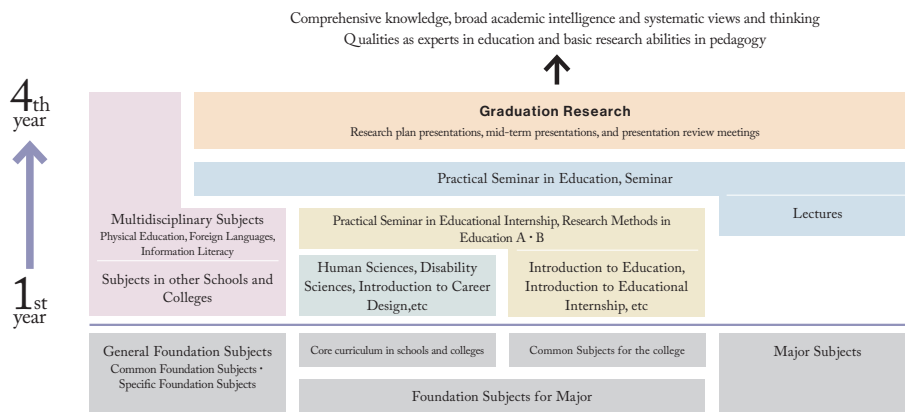 Comprehensive knowledge, broad academic intelligence and systematic views and thinking
Qualities as experts in education and basic research abilities in pedagogy
4th
year
Graduation Research
Research plan presentations, mid-term presentations, and presentation review meetings
Practical Seminar in Education, Seminar
Lectures
Multidisciplinary Subjects
Physical Education, Foreign Languages,
Information Literacy
Subjects in other Schools and
Colleges
Practical Seminar in Educational Internship, Research Methods in
Education A・B
Human Sciences, Disability
Sciences, Introduction to Career
Design,etc
Introduction to Education,
Introduction to Educational
Internship, etc
1st
year
General Foundation Subjects
Common Foundation Subjects・
Specific Foundation Subjects
Core curriculum in schools and colleges
Common Subjects for the college
Foundation Subjects for Major
Major Subjects